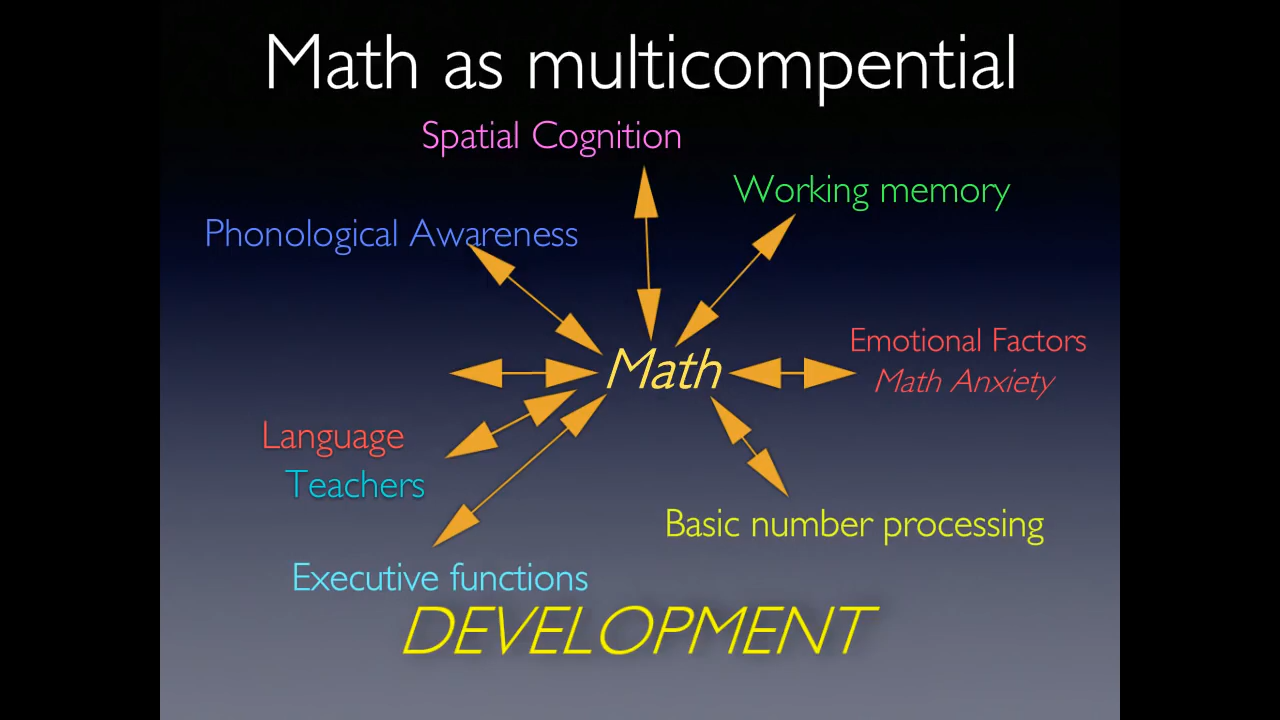 Math as multicompential
Spatial Cognition
Working memory
Phonological Awareness
Emotional Factors
Math Anxiety
Math
Language
Teachers
Basic number processing
Executive functions
DEVELOPMENT